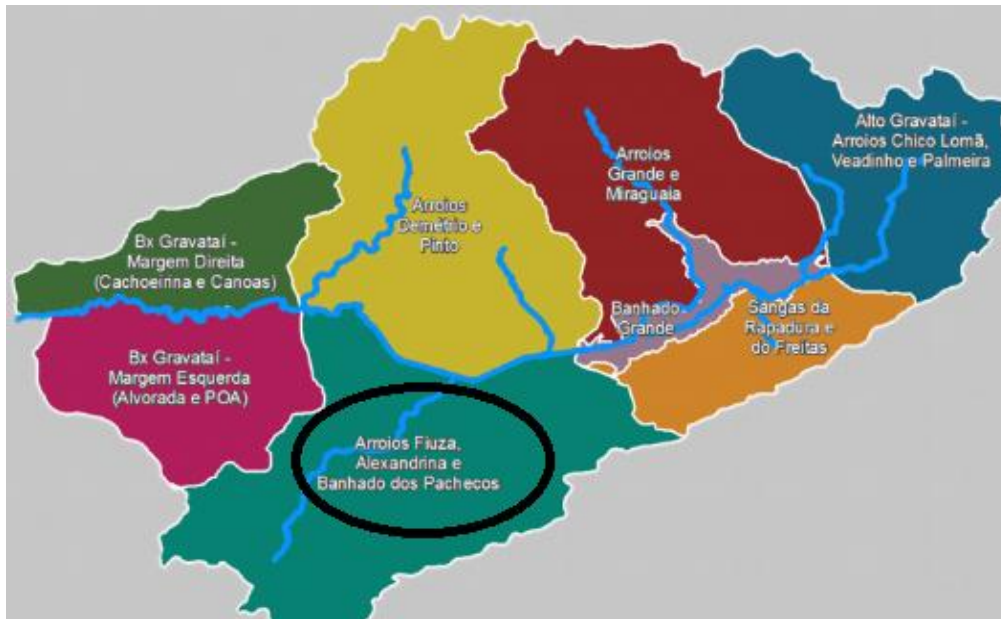 Alto Gravataí -
Arroios Chico Lomã,
Veadinho e Palmeira
Arroios
Grande e
Miraguaia
Arroios
Demétrio e
Pinto
Bx Gravataí -
Margem Direita
(Cachoeirina e Canoas)
Banhado
Grande
Sangas da
Rapadura e
do Freitas
Bx Gravataí -
Margem Esquerda
(Alvorada e POA)
Arroios Fiuza,
Alexandrina e
Banhado dos Pachecos